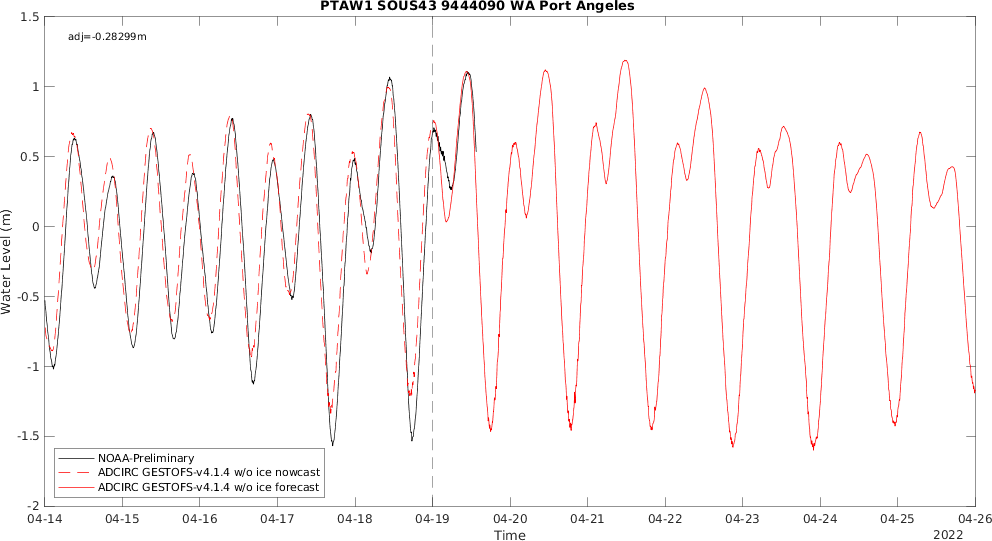 PTAW1 SOUS43 9444090 WA Port Angeles
adj=-0.28299m
1.5
1
0.5
0
-0.5
-1
-1.5
-2
Water Level (m)
NOAA-Preliminary
ADCIRC GESTOFS-v4.1.4 w/o ice nowcast
ADCIRC GESTOFS-v4.1.4 w/o ice forecast
04-14 04-15 04-16 04-17 04-18 04-19 04-20 04-21 04-22 04-23 04-24 04-25 04-26
Time
2022